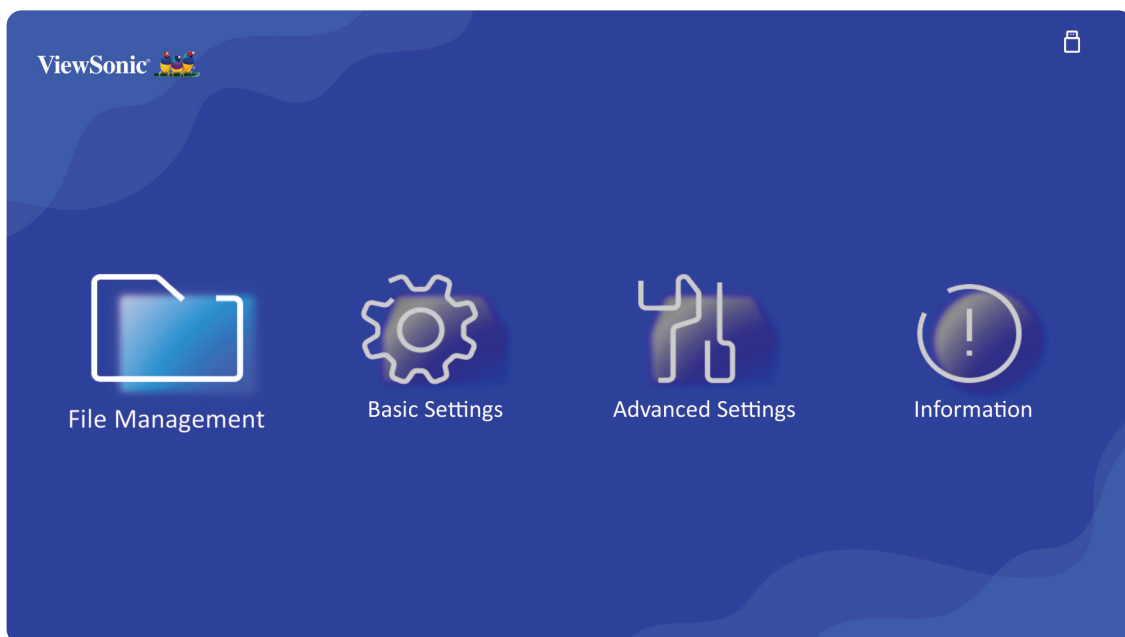 ViewSonic®
File Management
Basic Settings
Advanced Settings
Information